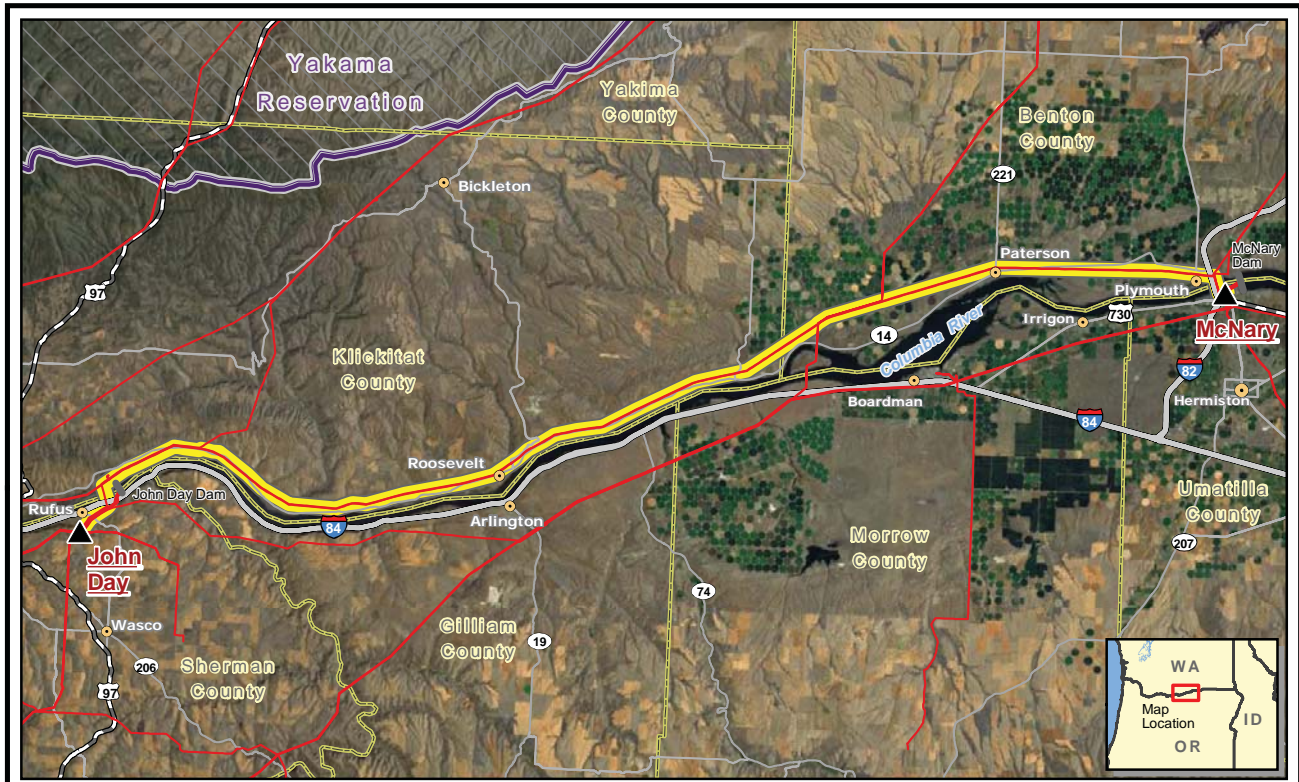 Yakama
Reservation
Yakima
County
Benton
County
Bickleton
221
97
Paterson
McNary
Dam
Plymouth
Irrigon
730
McNary
14
Columbia River
Klickitat
County
82
Boardman
Hermiston
84
Roosevelt
John Day Dam
Rufus
84
Arlington
Umatilla
County
John
Day
Morrow
County
207
74
Wasco
Gilliam
County
19
206
Sherman
County
97
WA
Map
Location
ID
OR